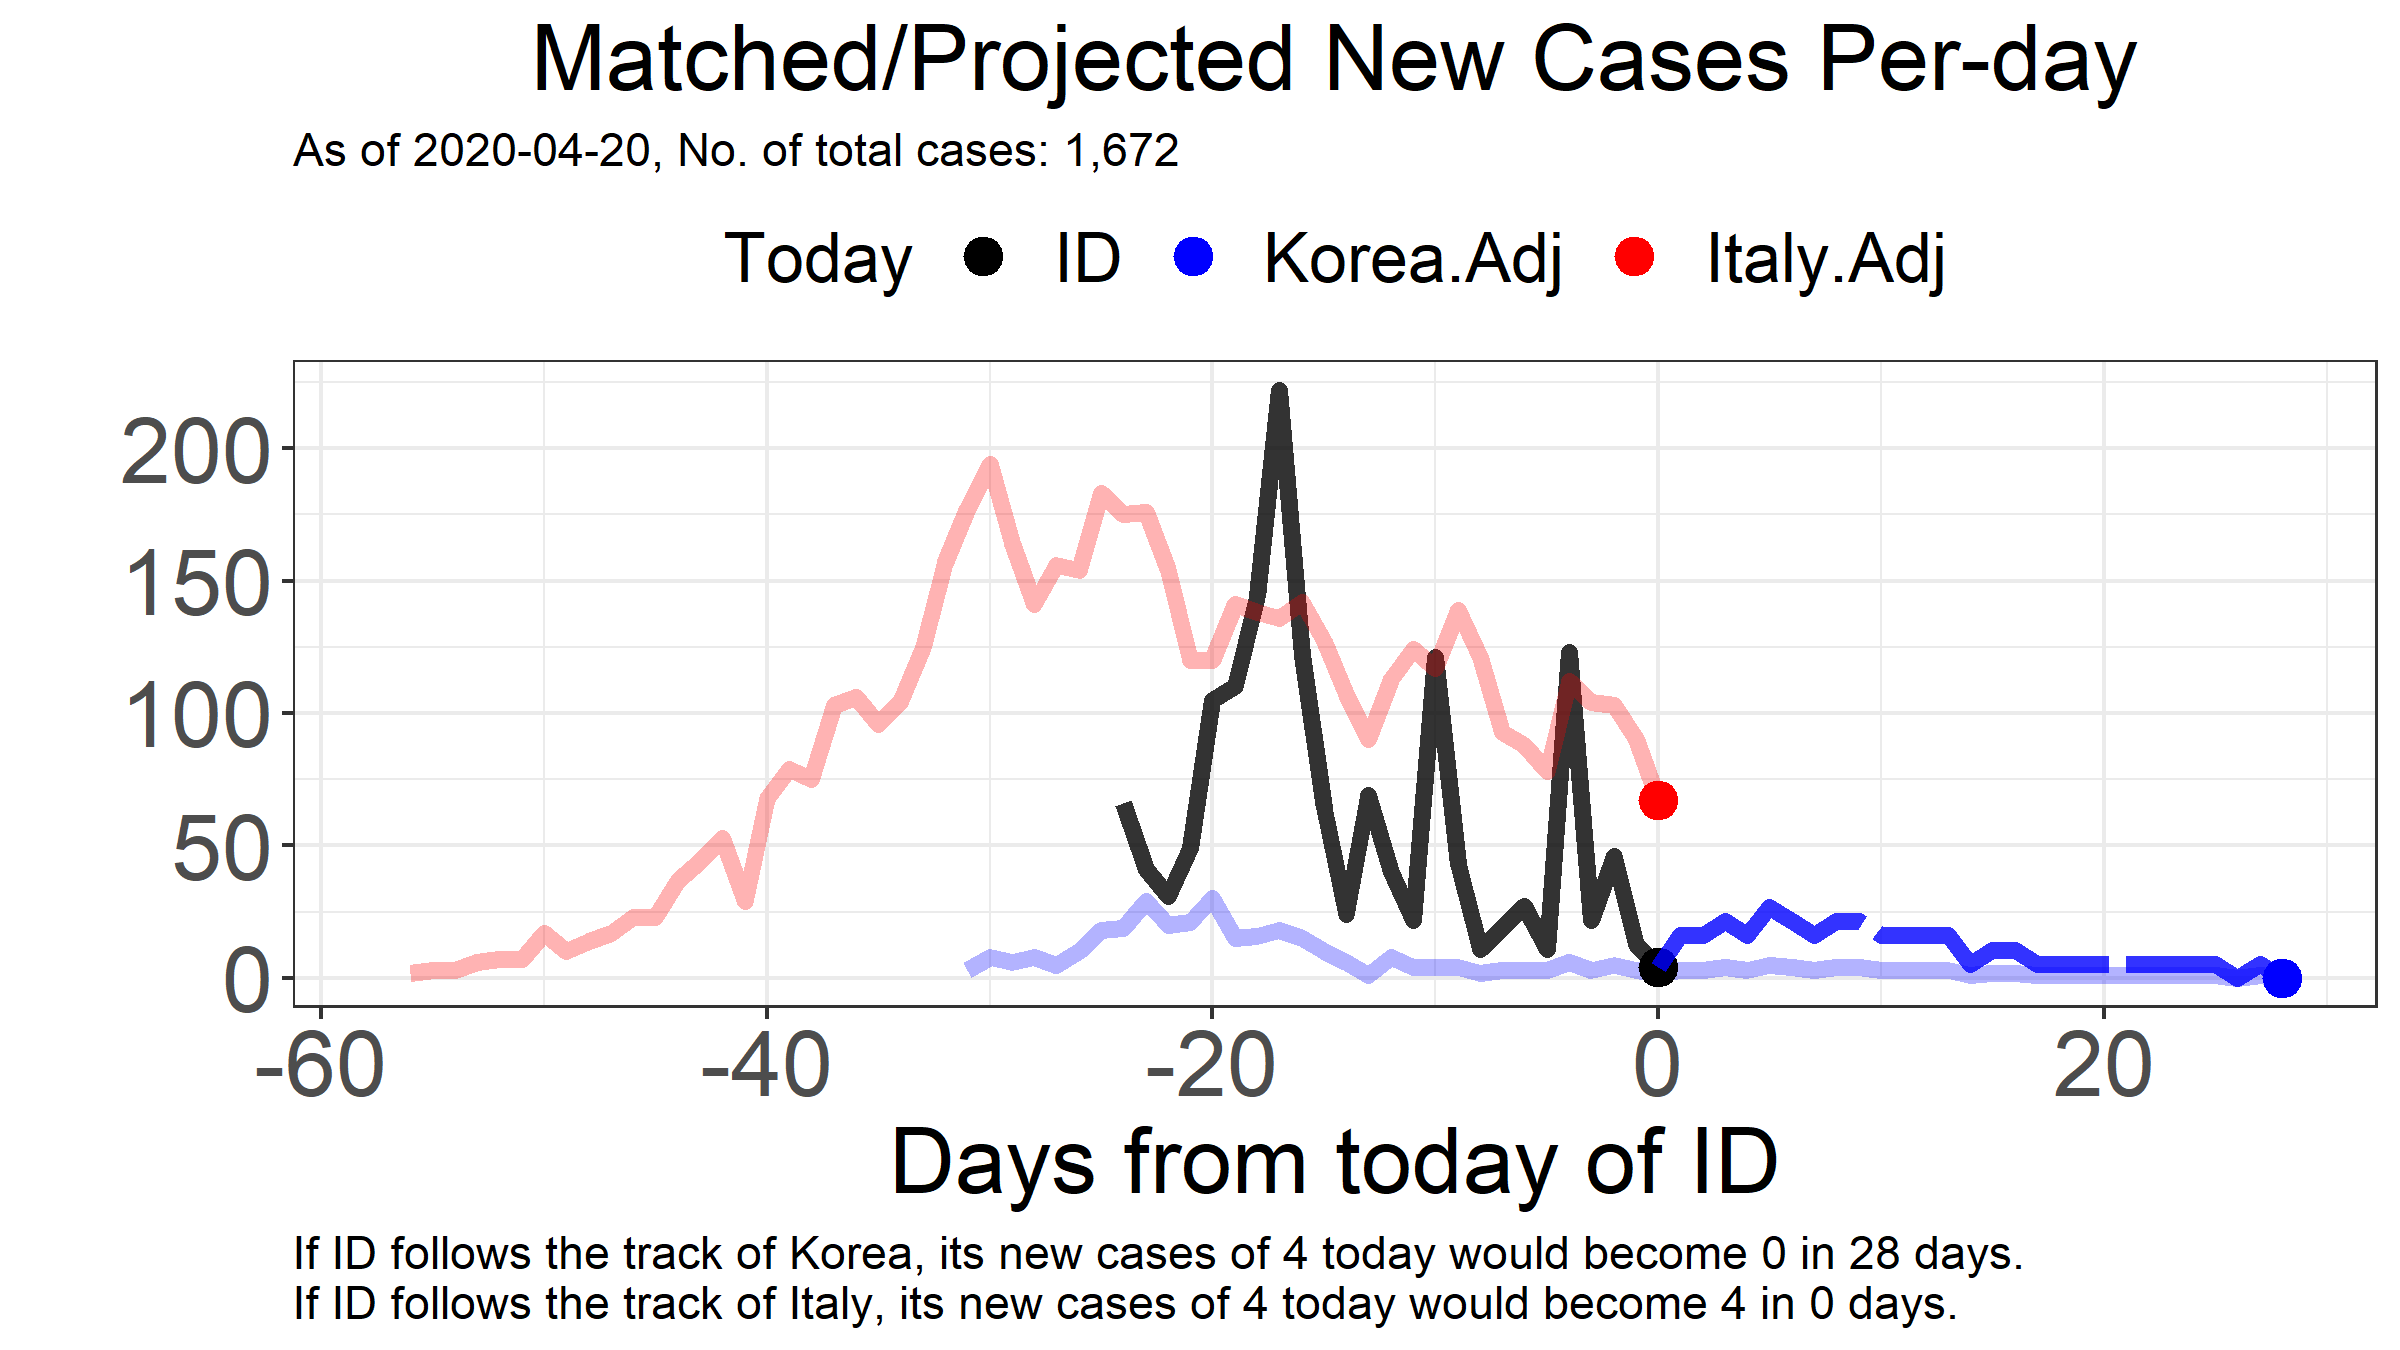 Matched/Projected New Cases Per-day
As of 2020-04-20, No. of total cases: 1,672
Today ID Korea.Adj Italy.Adj
200
150
100
50
0
-60 -40 -20 0 20
Days from today of ID
If ID follows the track of Korea, its new cases of 4 today would become 0 in 28 days.
If ID follows the track of Italy, its new cases of 4 today would become 4 in 0 days.